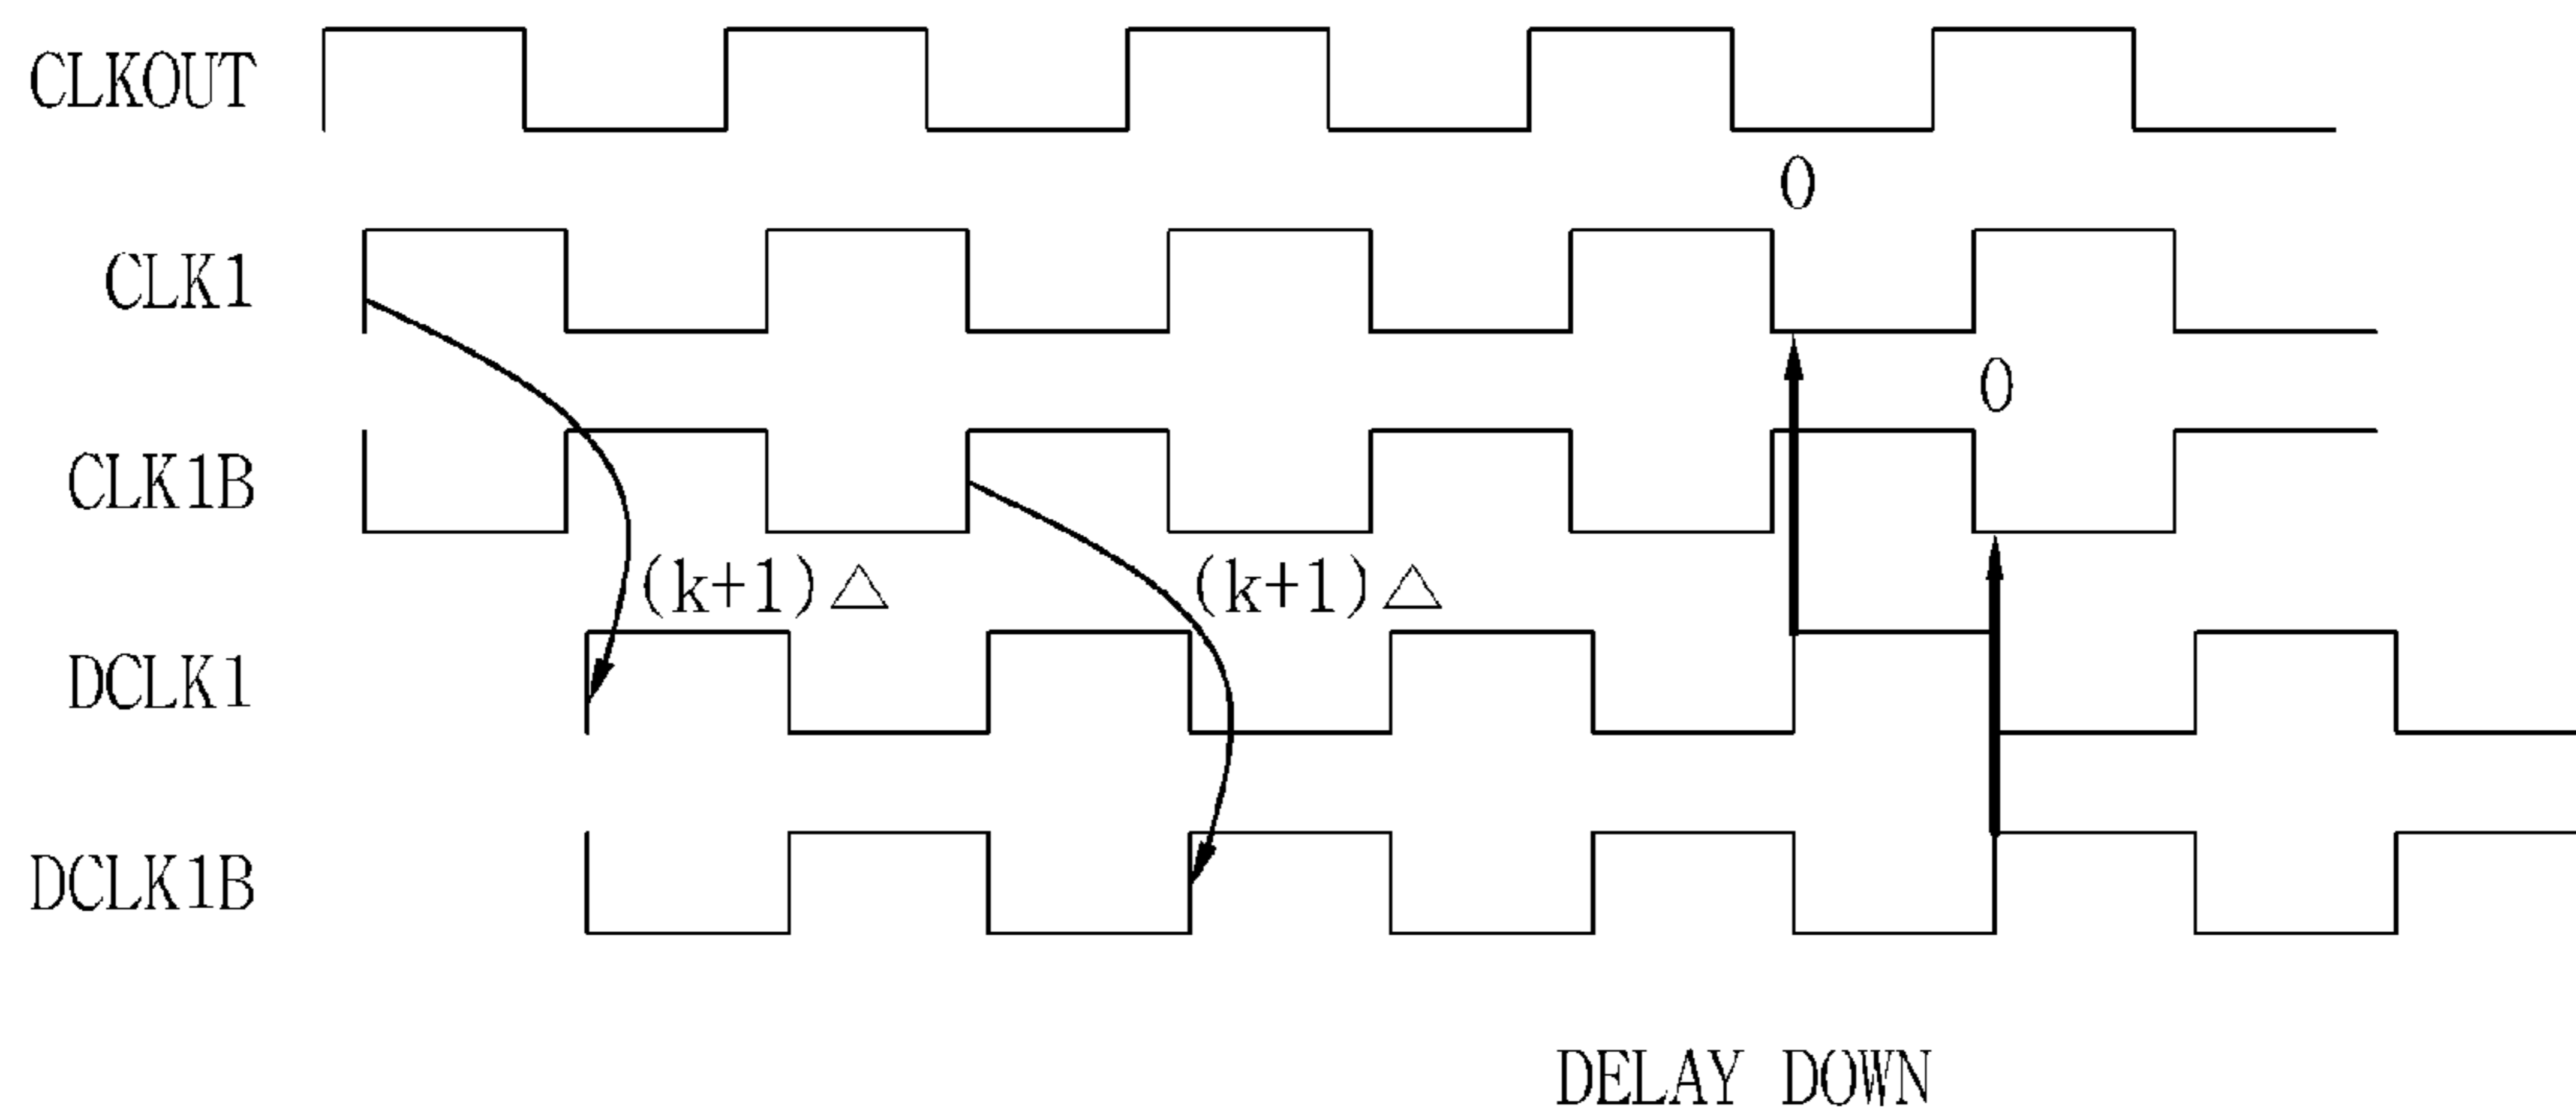 CLKOUT
0
CLK1
0
CLK1B
(k+1)△ (k+1)△
DCLK1
DCLK1B
DELAY DOWN